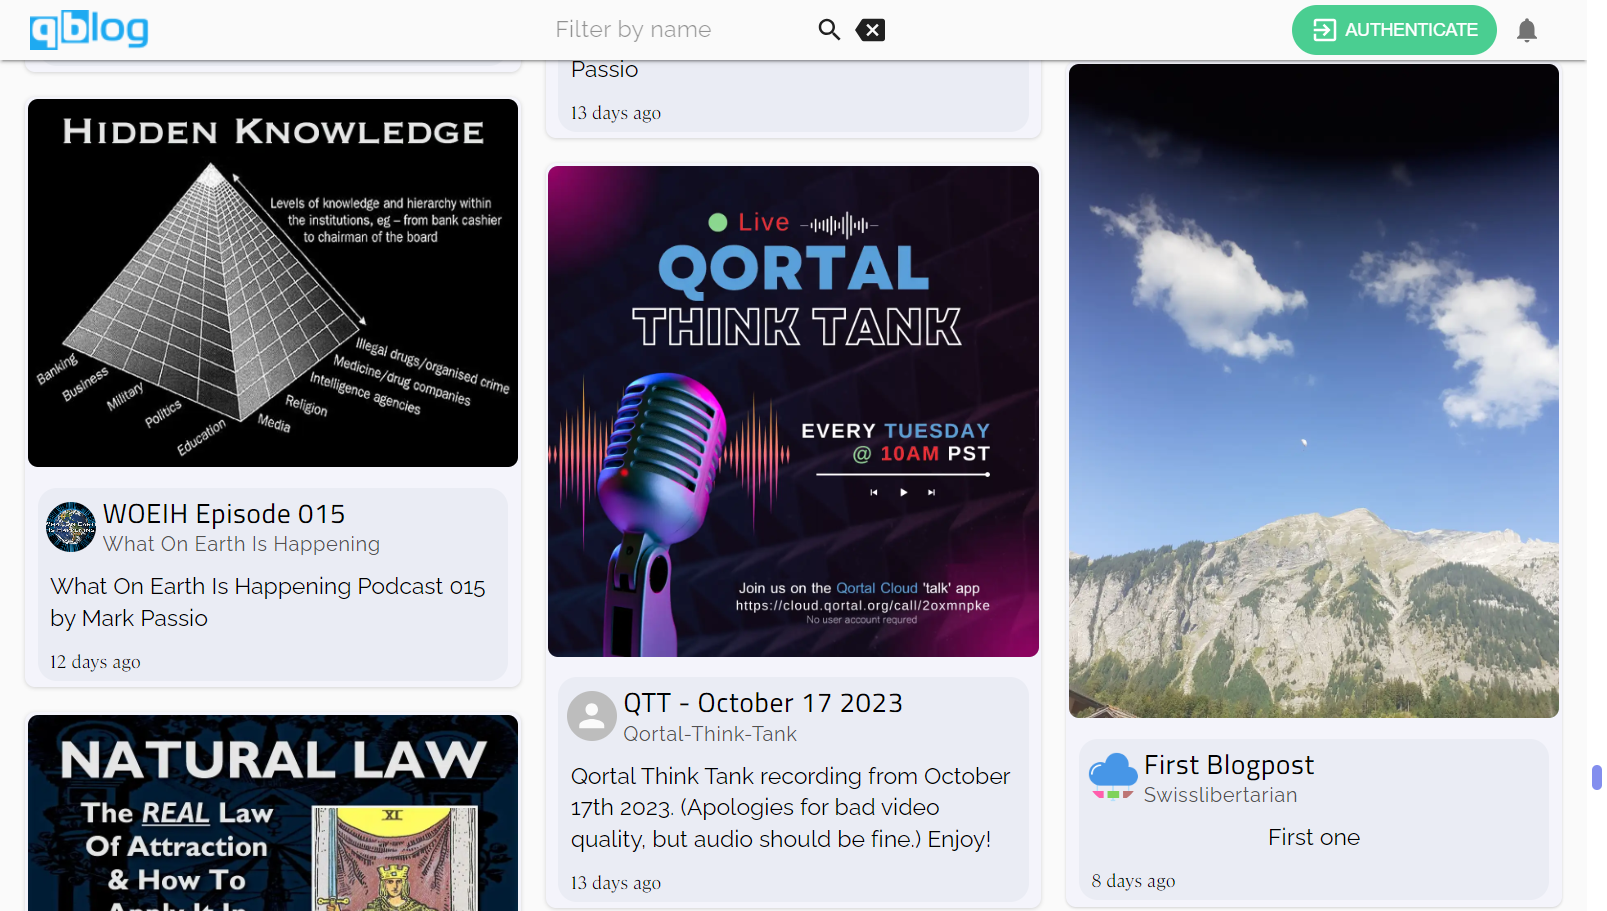 qblog
Filter by name
AUTHENTICATE
HIDDEN KNOWLEDGE
Levels of knowledge and hierarchy within
the institutions, eg – from bank cashier
to chairman of the board
Banking
Business
Military
Politics
Education
Media
Religion
Intelligence agencies
Medicine/drug companies
Illegal drugs/organised crime
WOEIH Episode 015
What On Earth Is Happening
What On Earth Is Happening Podcast 015
by Mark Passio
12 days ago
NATURAL LAW
The REAL Law
Of Attraction
& How To
Apply It In
XI
Passio
13 days ago
Live
QORTAL
THINK TANK
EVERY TUESDAY
@ 10AM PST
Join us on the Qortal Cloud 'talk' app
https://cloud.qortal.org/call/2oxmnpke
No user account requred
QTT - October 17 2023
Qortal-Think-Tank
Qortal Think Tank recording from October
17th 2023. (Apologies for bad video
quality, but audio should be fine.) Enjoy!
13 days ago
First Blogpost
Swisslibertarian
First one
8 days ago